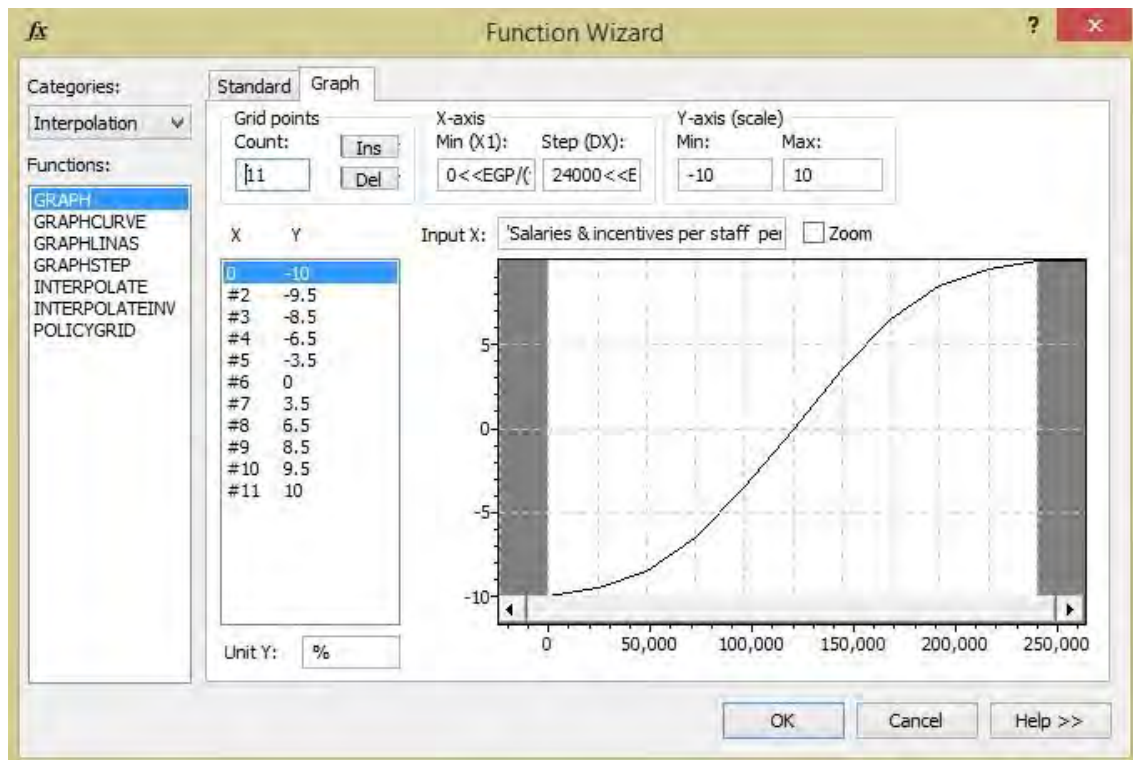 fx Function Wizard ? x
Categories:
Interpolation
Functions:
GRAPH
GRAPHCURVE
GRAPHLINAS
GRAPHSTEP
INTERPOLATE
INTERPOLATEINV
POLICYGRID
Standard Graph
Grid points
Count:
11
Ins
Del
X-axis
Min (X1): Step (DX):
0<<EGP/( 24000<<E
Y-axis (scale)
Min: Max:
-10 10
X Y
0 -10
#2 -9.5
#3 -8.5
#4 -6.5
#5 -3.5
#6 0
#7 3.5
#8 6.5
#9 8.5
#10 9.5
#11 10
Unit Y: %
Input X: 'Salaries & incentives per staff per Zoom
5
0
-5
-10
0 50,000 100,000 150,000 200,000 250,000
OK Cancel Help >>